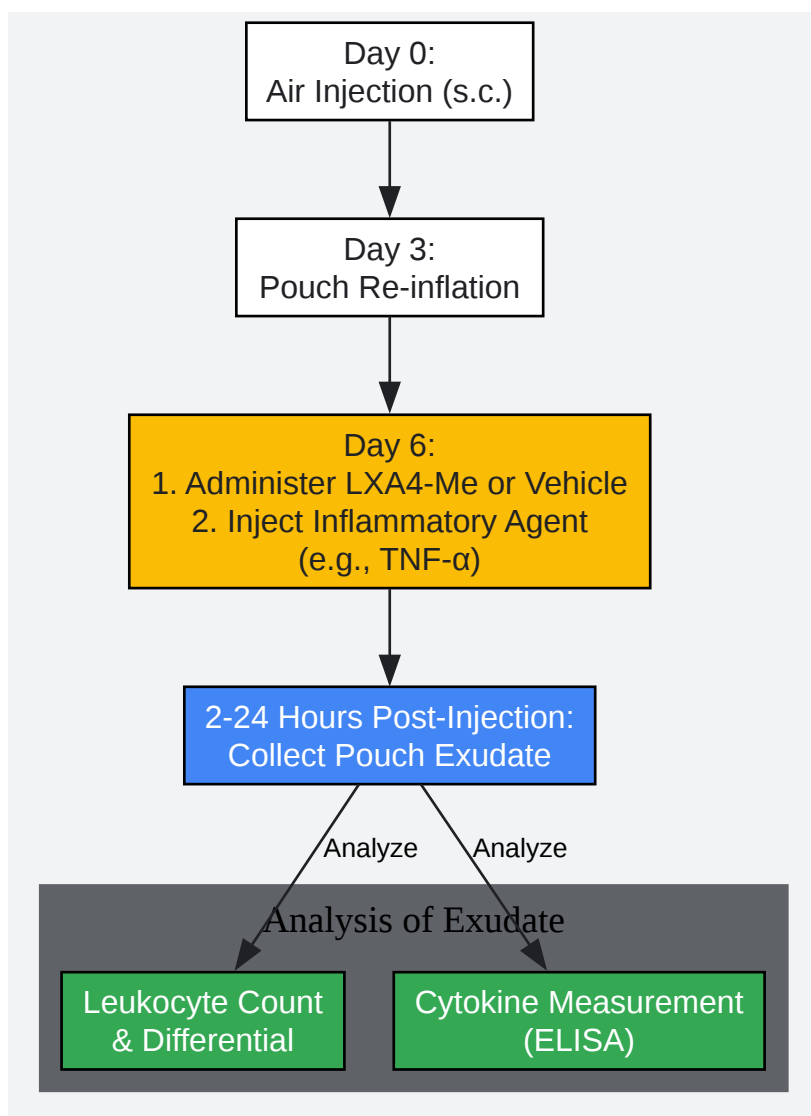 Day 0:
Air Injection (s.c.)
Day 3:
Pouch Re-inflation
Day 6:
1. Administer LXA4-Me or Vehicle
2. Inject Inflammatory Agent
(e.g., TNF-α)
2-24 Hours Post-Injection:
Collect Pouch Exudate
Analyze
Analyze
Analysis of Exudate
Leukocyte Count
& Differential
Cytokine Measurement
(ELISA)